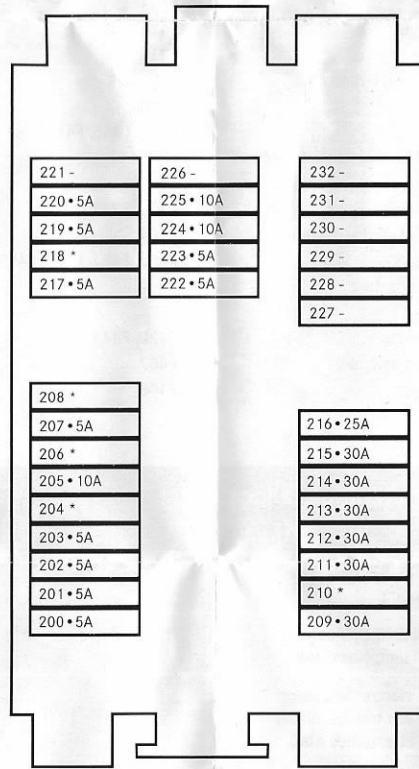 221 -
220 • 5A
219 • 5A
218 *
217 • 5A
226 -
225 • 10A
224 • 10A
223 • 5A
222 • 5A
232 -
231 -
230 -
229 -
228 -
227 -
208 *
207 • 5A
206 *
205 • 10A
204 *
203 • 5A
202 • 5A
201 • 5A
200 • 5A
216 • 25A
215 • 30A
214 • 30A
213 • 30A
212 • 30A
211 • 30A
210 *
209 • 30A